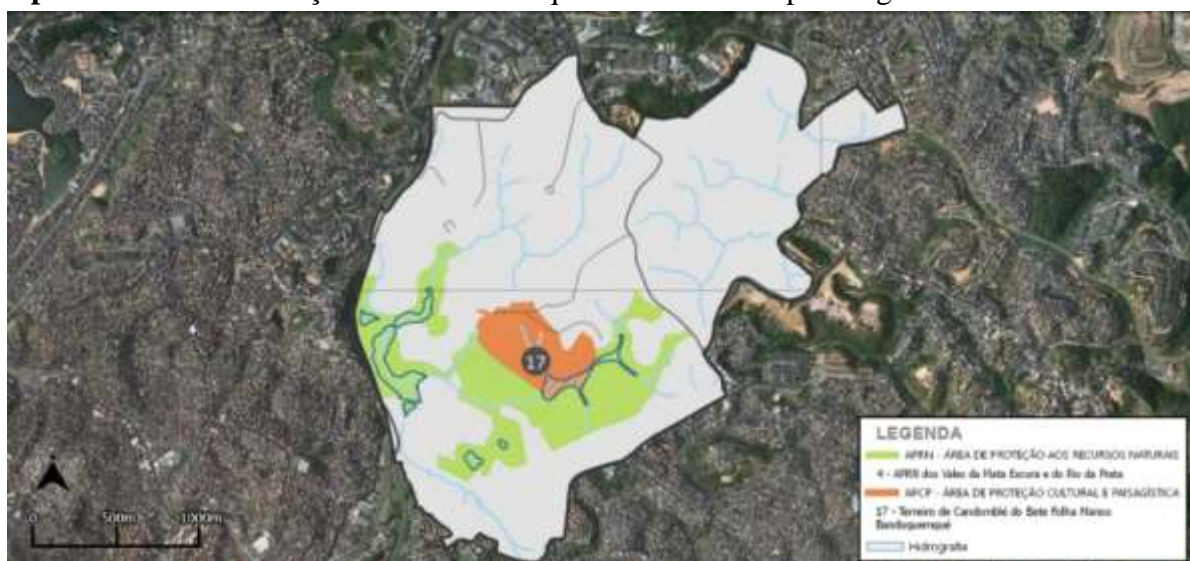 17
LEGENDA
APRN - ÁREA DE PROTEÇÃO AOS RECURSOS NATURAIS
4 - APRN dos Vales da Mata Escura e do Rio da Prata
APCP - ÁREA DE PROTEÇÃO CULTURAL E PAISAGÍSTICA
17 - Terreiro de Candomblé do Bate Folha Manso
Banduquenqué
Hidrografia
0 500m 1000m